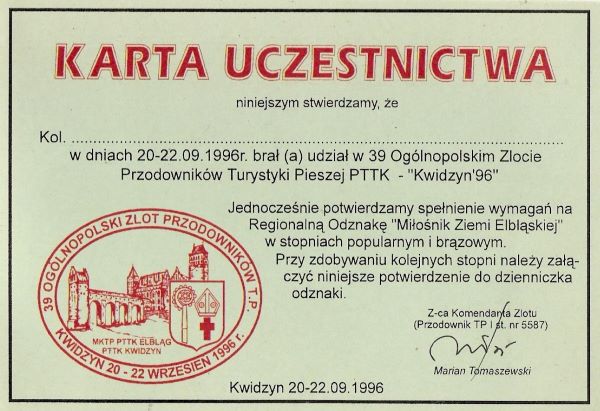 KARTA UCZESTNICTWA
niniejszym stwierdzamy, że
Kol. ..........................................................................................
w dniach 20-22.09.1996r. brał (a) udział w 39 Ogólnopolskim Zlocie
Przodowników Turystyki Pieszej PTTK - "Kwidzyn'96"
Jednocześnie potwierdzamy spełnienie wymagań na
Regionalną Odznakę "Miłośnik Ziemi Elbląskiej"
w stopniach popularnym i brązowym.
Przy zdobywaniu kolejnych stopni należy załą-
czyć niniejsze potwierdzenie do dzienniczka
odznaki.
39 OGÓLNOPOLSKI ZLOT PRZODOWNIKÓW T.P.
MKTP PTTK ELBLĄG
PTTK KWIDZYN
KWIDZYN 20 - 22 WRZESIEŃ 1996 r.
Z-ca Komendanta Zlotu
(Przodownik TP I st. nr 5587)
Marian Tomaszewski
Kwidzyn 20-22.09.1996